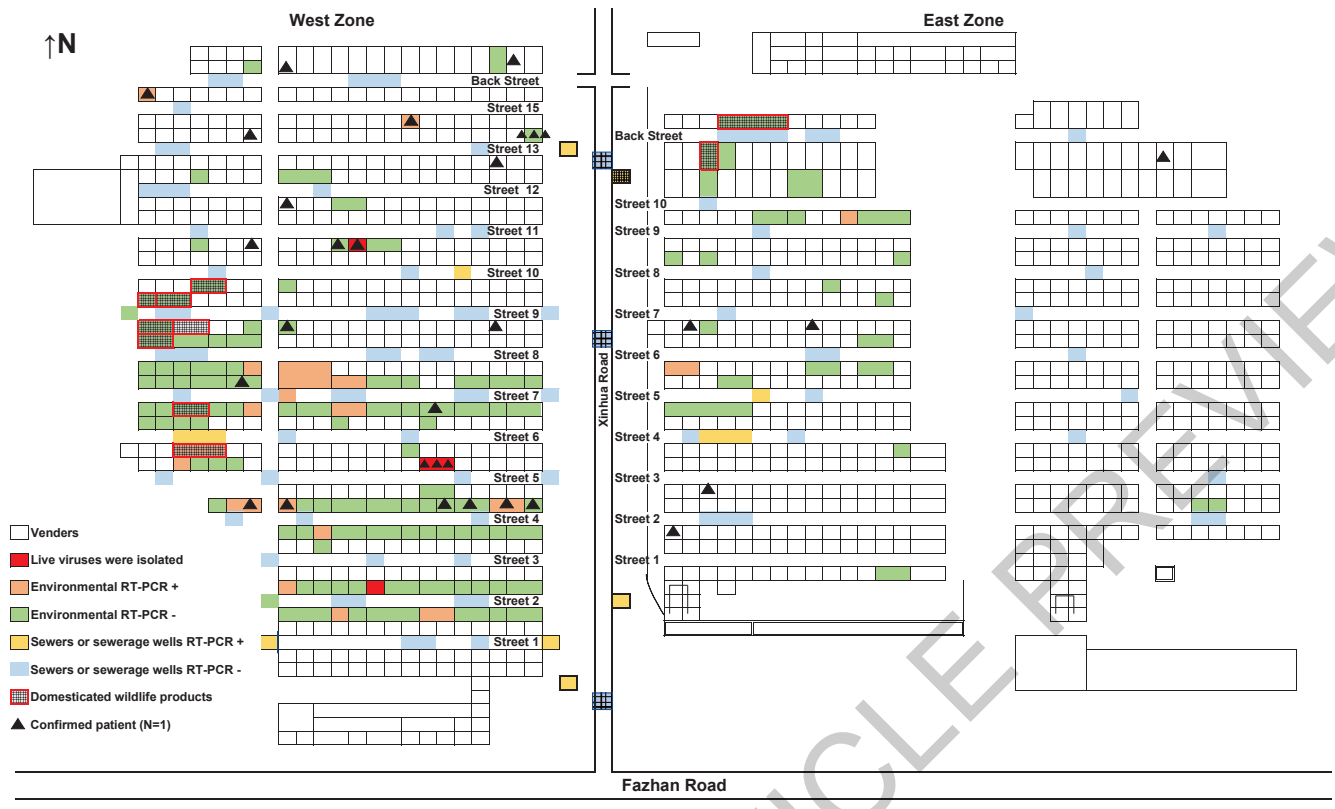 West Zone
East Zone
↑N
Back Street
Street 15
Street 13
Street 12
Street 11
Street 10
Street 9
Street 8
Street 7
Street 6
Street 5
Street 4
Street 3
Street 2
Street 1
Xinhua Road
Back Street
Street 10
Street 9
Street 8
Street 7
Street 6
Street 5
Street 4
Street 3
Street 2
Street 1
Venders
Live viruses were isolated
Environmental RT-PCR +
Environmental RT-PCR -
Sewers or sewerage wells RT-PCR +
Sewers or sewerage wells RT-PCR -
Domesticated wildlife products
Confirmed patient (N=1)
Fazhan Road
CLE PREVIE